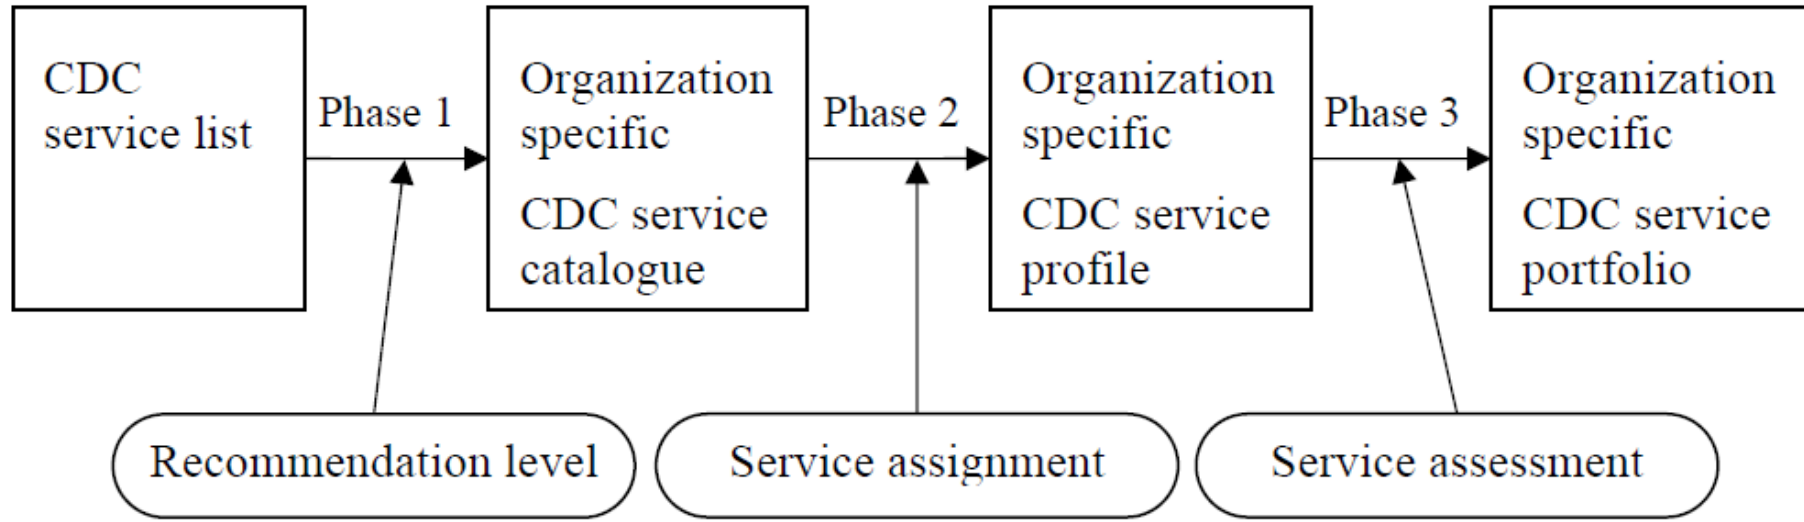 CDC
service list
Phase 1
Organization
specific
CDC service
catalogue
Phase 2
Organization
specific
CDC service
profile
Phase 3
Organization
specific
CDC service
portfolio
Recommendation level
Service assignment
Service assessment